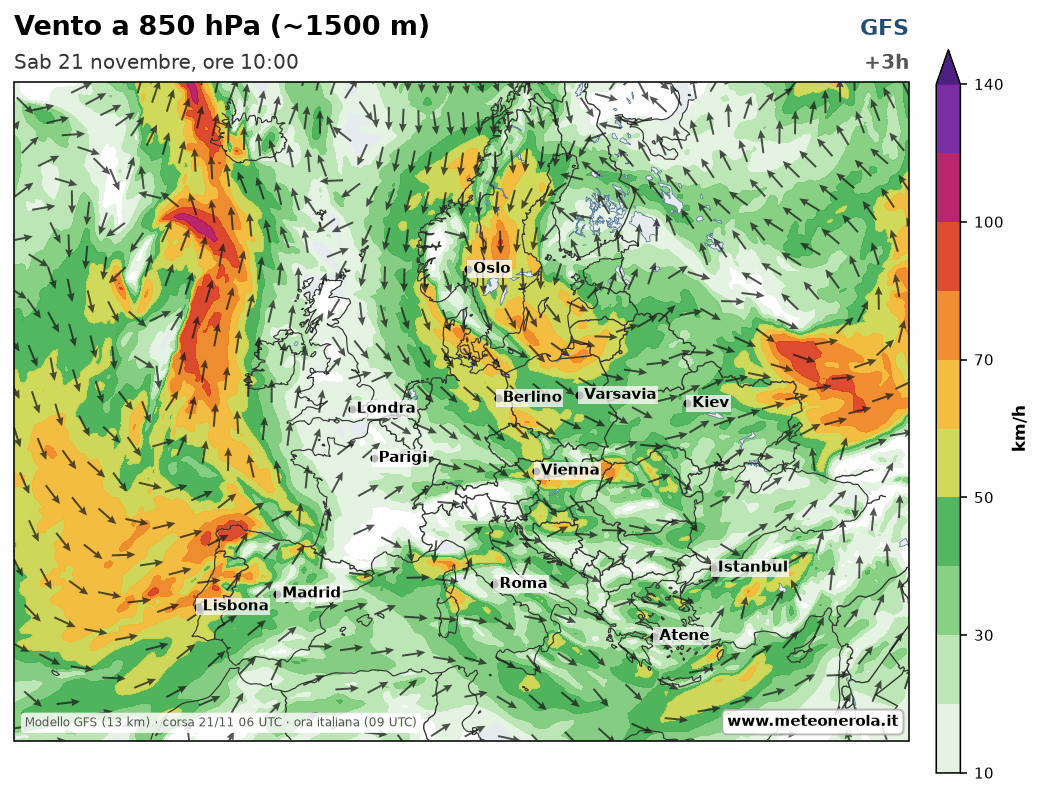 Vento a 850 hPa (~1500 m)
GFS
Sab 21 novembre, ore 10:00
+3h
140
100
70
50
30
10
km/h
Oslo
Berlino
Varsavia
Kiev
Londra
Parigi
Vienna
Roma
Istanbul
Madrid
Lisbona
Atene
Modello GFS (13 km) · corsa 21/11 06 UTC · ora italiana (09 UTC)
www.meteonerola.it